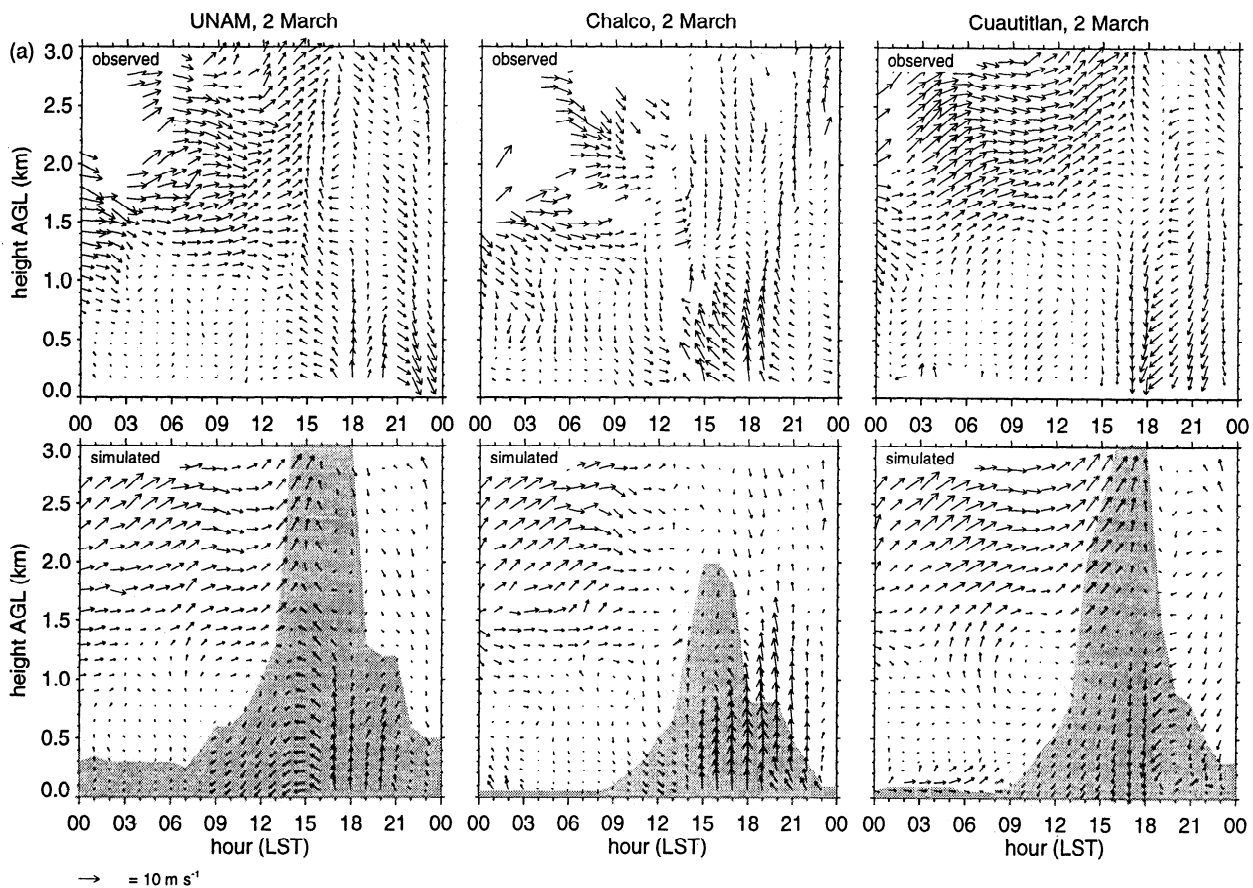 UNAM, 2 March
Chalco, 2 March
Cuautitlan, 2 March
(a)
observed
observed
observed
height AGL (km)
3.0
2.5
2.0
1.5
1.0
0.5
0.0
00 03 06 09 12 15 18 21 00
00 03 06 09 12 15 18 21 00
00 03 06 09 12 15 18 21 00
simulated
simulated
simulated
height AGL (km)
3.0
2.5
2.0
1.5
1.0
0.5
0.0
00 03 06 09 12 15 18 21 00
00 03 06 09 12 15 18 21 00
00 03 06 09 12 15 18 21 00
hour (LST)
hour (LST)
hour (LST)
= 10 m s⁻¹